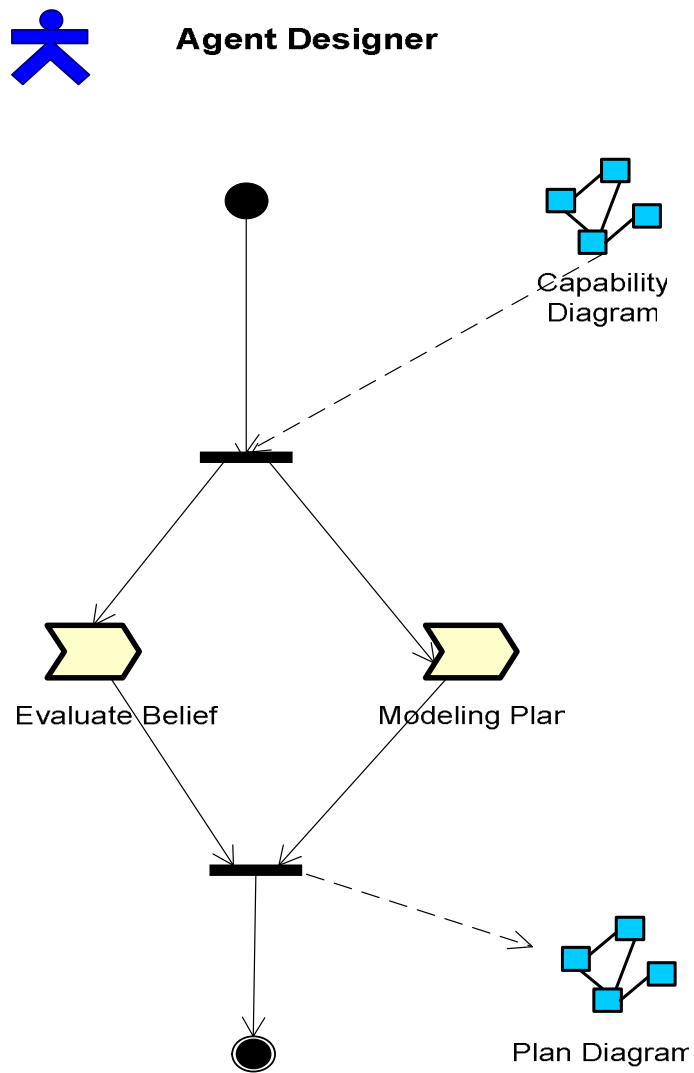 Agent Designer
Capability
Diagram
Evaluate Belief
Modeling Plan
Plan Diagram